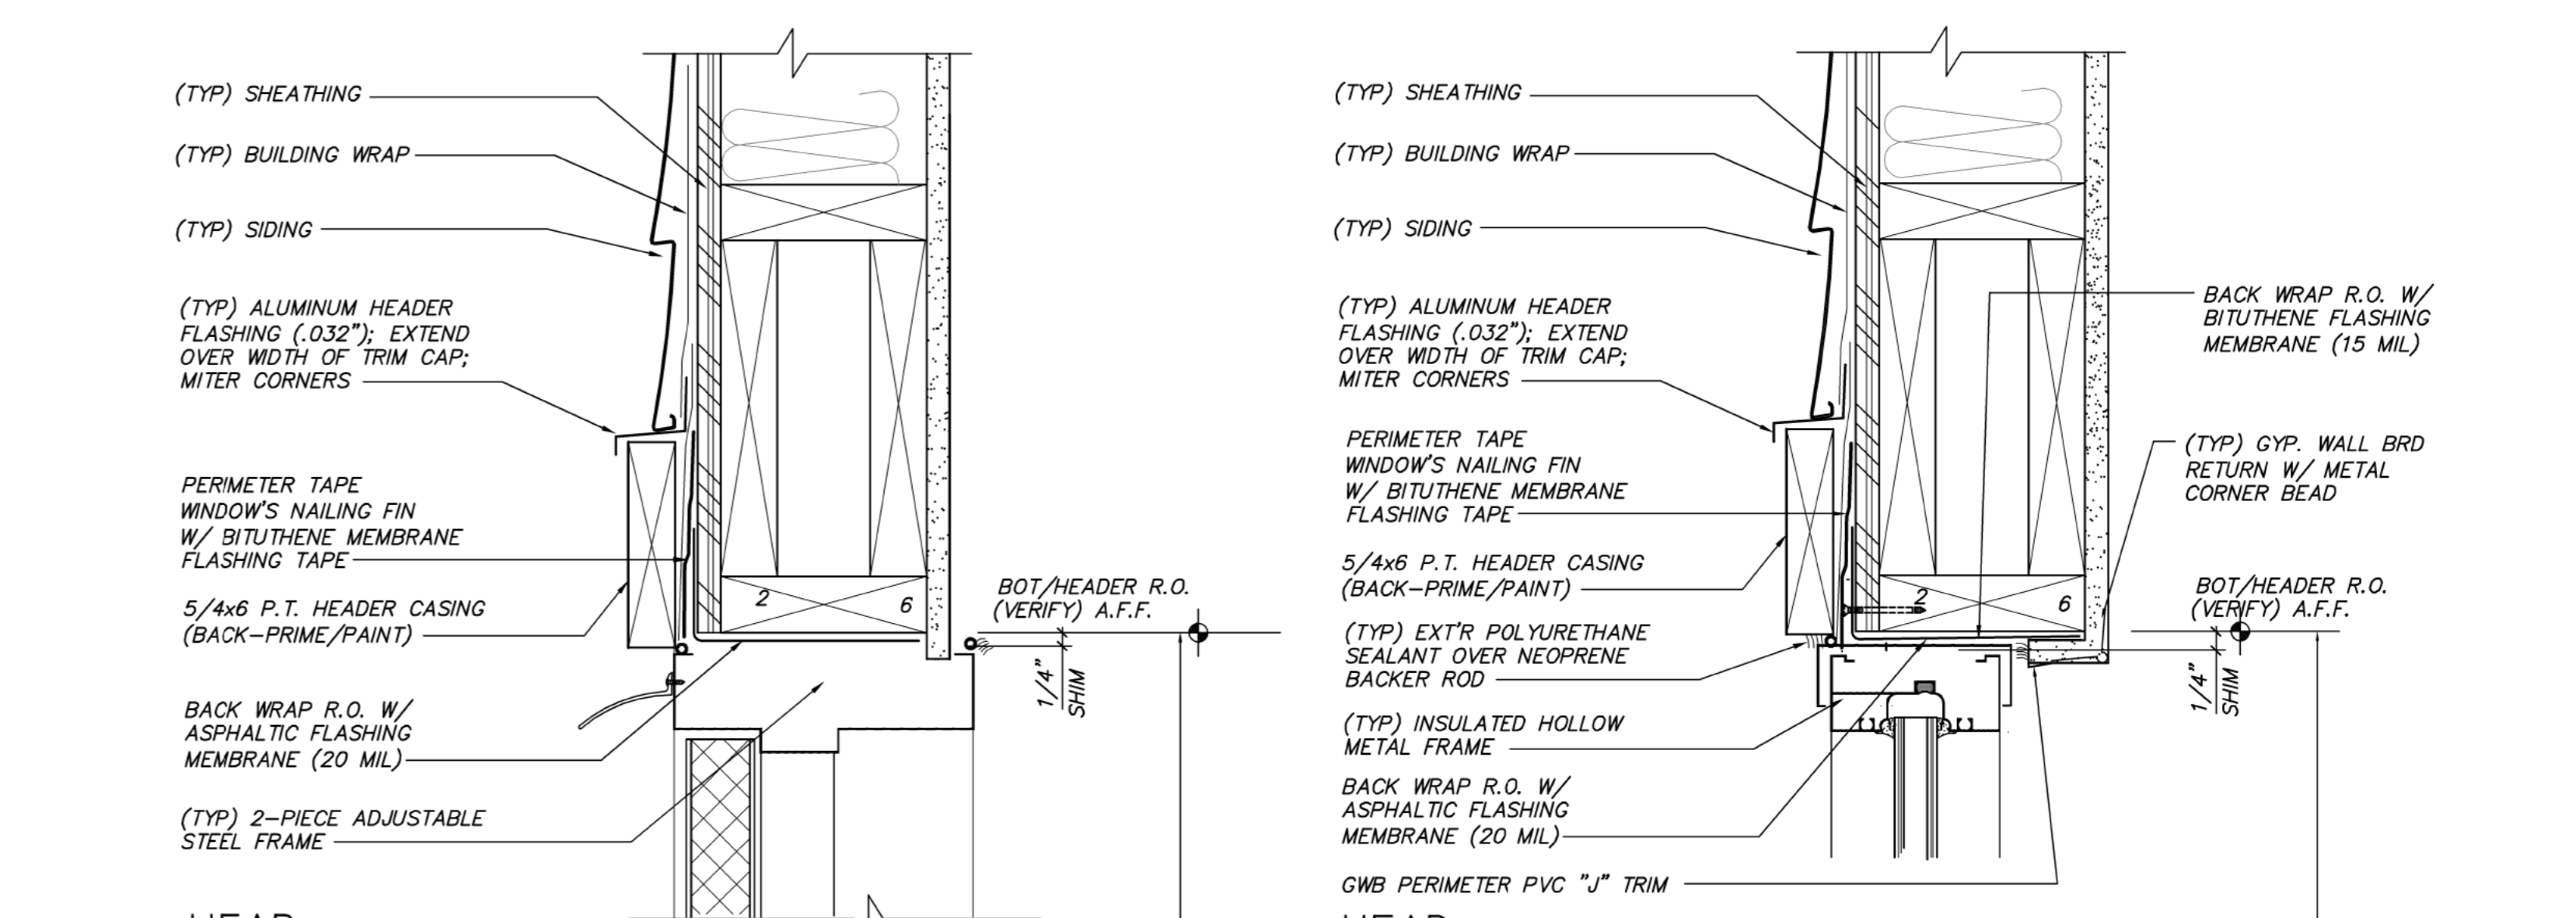 (TYP) SHEATHING
(TYP) BUILDING WRAP
(TYP) SIDING
(TYP) ALUMINUM HEADER
FLASHING (.032"); EXTEND
OVER WIDTH OF TRIM CAP;
MITER CORNERS
PERIMETER TAPE
WINDOW'S NAILING FIN
W/ BITUTHENE MEMBRANE
FLASHING TAPE
5/4x6 P.T. HEADER CASING
(BACK-PRIME/PAINT)
BACK WRAP R.O. W/
ASPHALTIC FLASHING
MEMBRANE (20 MIL)
(TYP) 2-PIECE ADJUSTABLE
STEEL FRAME
2 6
BOT/HEADER R.O.
(VERIFY) A.F.F.
1/4"
SHIM
HEAD
(TYP) SHEATHING
(TYP) BUILDING WRAP
(TYP) SIDING
(TYP) ALUMINUM HEADER
FLASHING (.032"); EXTEND
OVER WIDTH OF TRIM CAP;
MITER CORNERS
PERIMETER TAPE
WINDOW'S NAILING FIN
W/ BITUTHENE MEMBRANE
FLASHING TAPE
5/4x6 P.T. HEADER CASING
(BACK-PRIME/PAINT)
(TYP) EXT'R POLYURETHANE
SEALANT OVER NEOPRENE
BACKER ROD
(TYP) INSULATED HOLLOW
METAL FRAME
BACK WRAP R.O. W/
ASPHALTIC FLASHING
MEMBRANE (20 MIL)
GWB PERIMETER PVC "J" TRIM
2 6
BACK WRAP R.O. W/
BITUTHENE FLASHING
MEMBRANE (15 MIL)
(TYP) GYP. WALL BRD
RETURN W/ METAL
CORNER BEAD
BOT/HEADER R.O.
(VERIFY) A.F.F.
1/4"
SHIM
HEAD